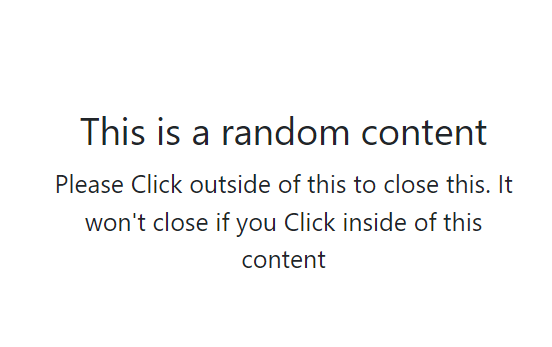 This is a random content
Please Click outside of this to close this. It
won't close if you Click inside of this
content